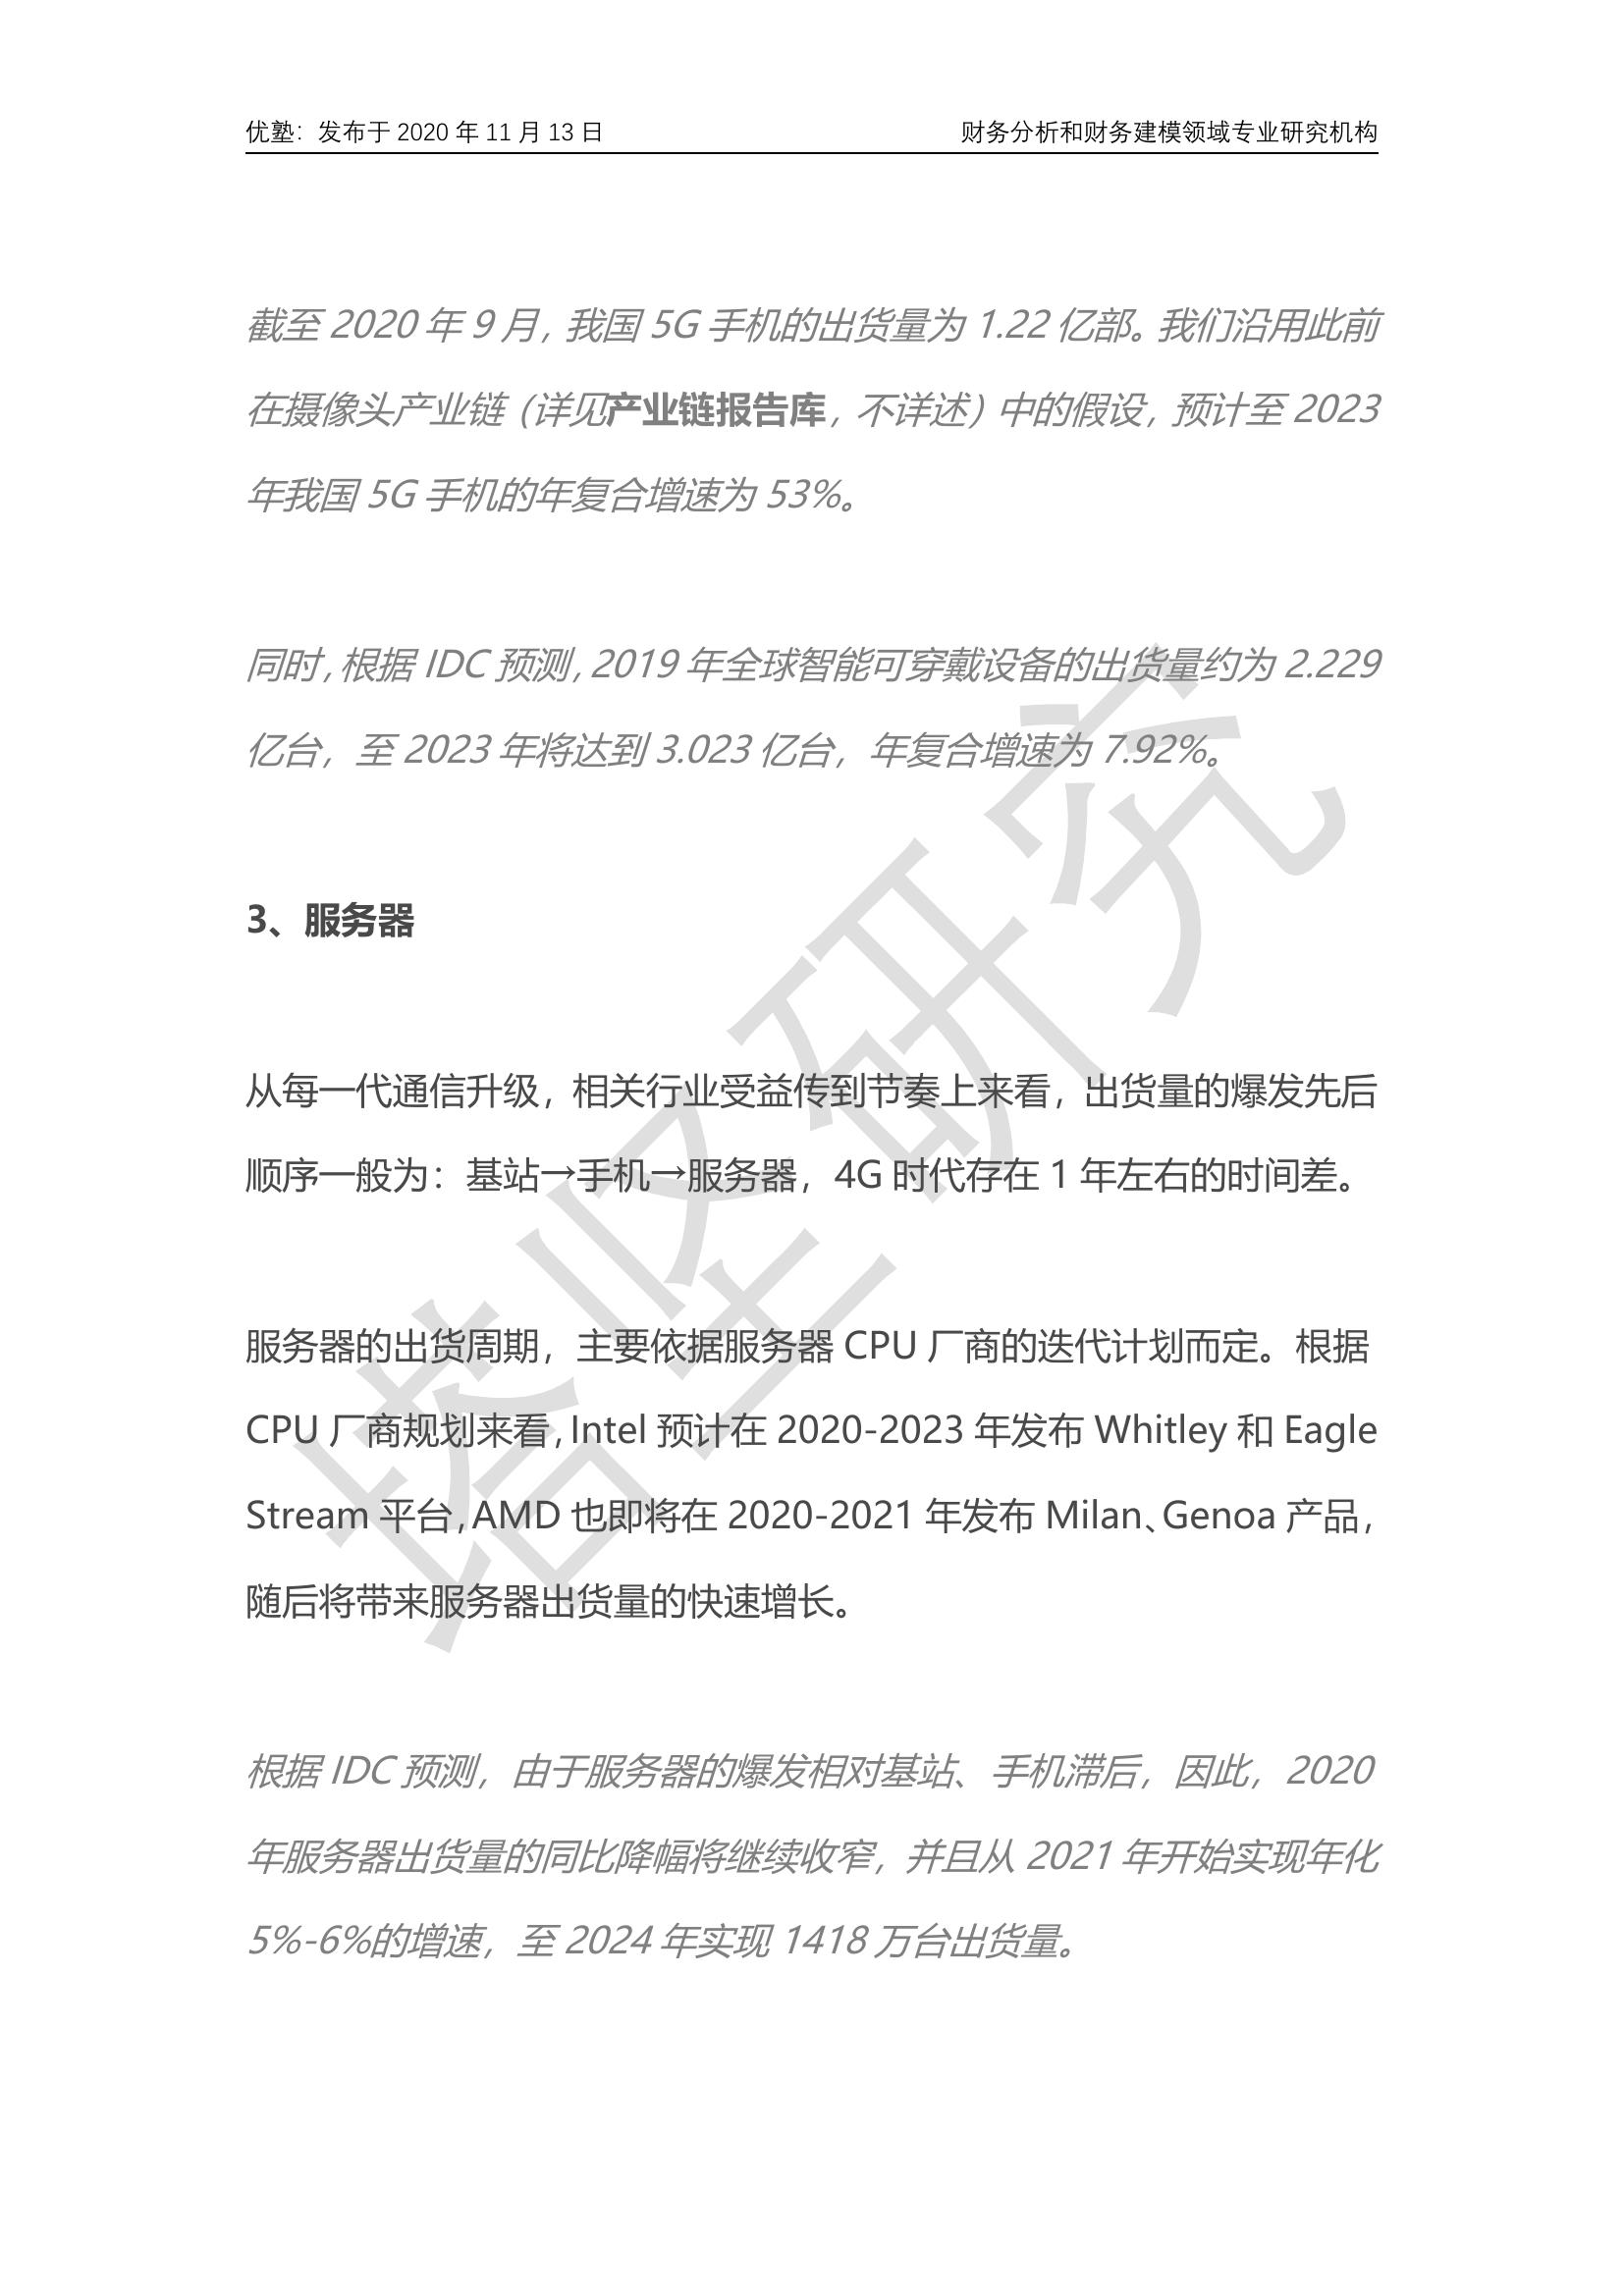 优塾：发布于 2020 年 11 月 13 日 财务分析和财务建模领域专业研究机构
截至 2020 年 9 月，我国 5G 手机的出货量为 1.22 亿部。我们沿用此前
在摄像头产业链（详见产业链报告库，不详述）中的假设，预计至 2023
年我国 5G 手机的年复合增速为 53%。
同时，根据 IDC 预测，2019 年全球智能可穿戴设备的出货量约为 2.229
亿台，至 2023 年将达到 3.023 亿台，年复合增速为 7.92%。
3、服务器
从每一代通信升级，相关行业受益传到节奏上来看，出货量的爆发先后
顺序一般为：基站→手机→服务器，4G 时代存在 1 年左右的时间差。
服务器的出货周期，主要依据服务器 CPU 厂商的迭代计划而定。根据
CPU 厂商规划来看，Intel 预计在 2020-2023 年发布 Whitley 和 Eagle
Stream 平台，AMD 也即将在 2020-2021 年发布 Milan、Genoa 产品，
随后将带来服务器出货量的快速增长。
根据 IDC 预测，由于服务器的爆发相对基站、手机滞后，因此，2020
年服务器出货量的同比降幅将继续收窄，并且从 2021 年开始实现年化
5%-6%的增速，至 2024 年实现 1418 万台出货量。
塔坚研究